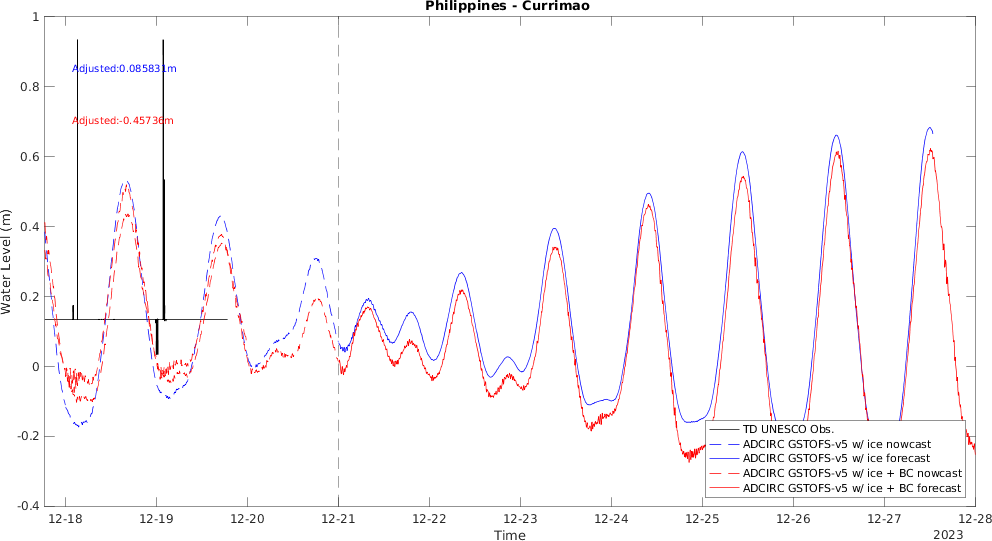 Philippines - Currimao
1
0.8
0.6
0.4
0.2
0
-0.2
-0.4
Water Level (m)
Adjusted:0.085831m
Adjusted:-0.45736m
TD UNESCO Obs.
ADCIRC GSTOFS-v5 w/ ice nowcast
ADCIRC GSTOFS-v5 w/ ice forecast
ADCIRC GSTOFS-v5 w/ ice + BC nowcast
ADCIRC GSTOFS-v5 w/ ice + BC forecast
12-18 12-19 12-20 12-21 12-22 12-23 12-24 12-25 12-26 12-27 12-28
Time
2023